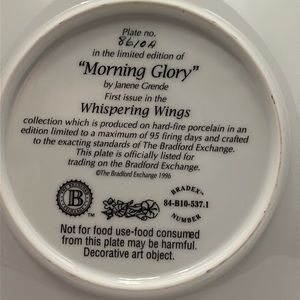 Plate no.
8610A
in the limited edition of
"Morning Glory"
by Janene Grende
First issue in the
Whispering Wings
collection which is produced on hard-fire porcelain in an
edition limited to a maximum of 95 firing days and crafted
to the exacting standards of The Bradford Exchange.
This plate is officially listed for
trading on the Bradford Exchange.
©The Bradford Exchange 1996
B
TM
BRADEX™
84-B10-537.1
NUMBER
Not for food use-food consumed
from this plate may be harmful.
Decorative art object.